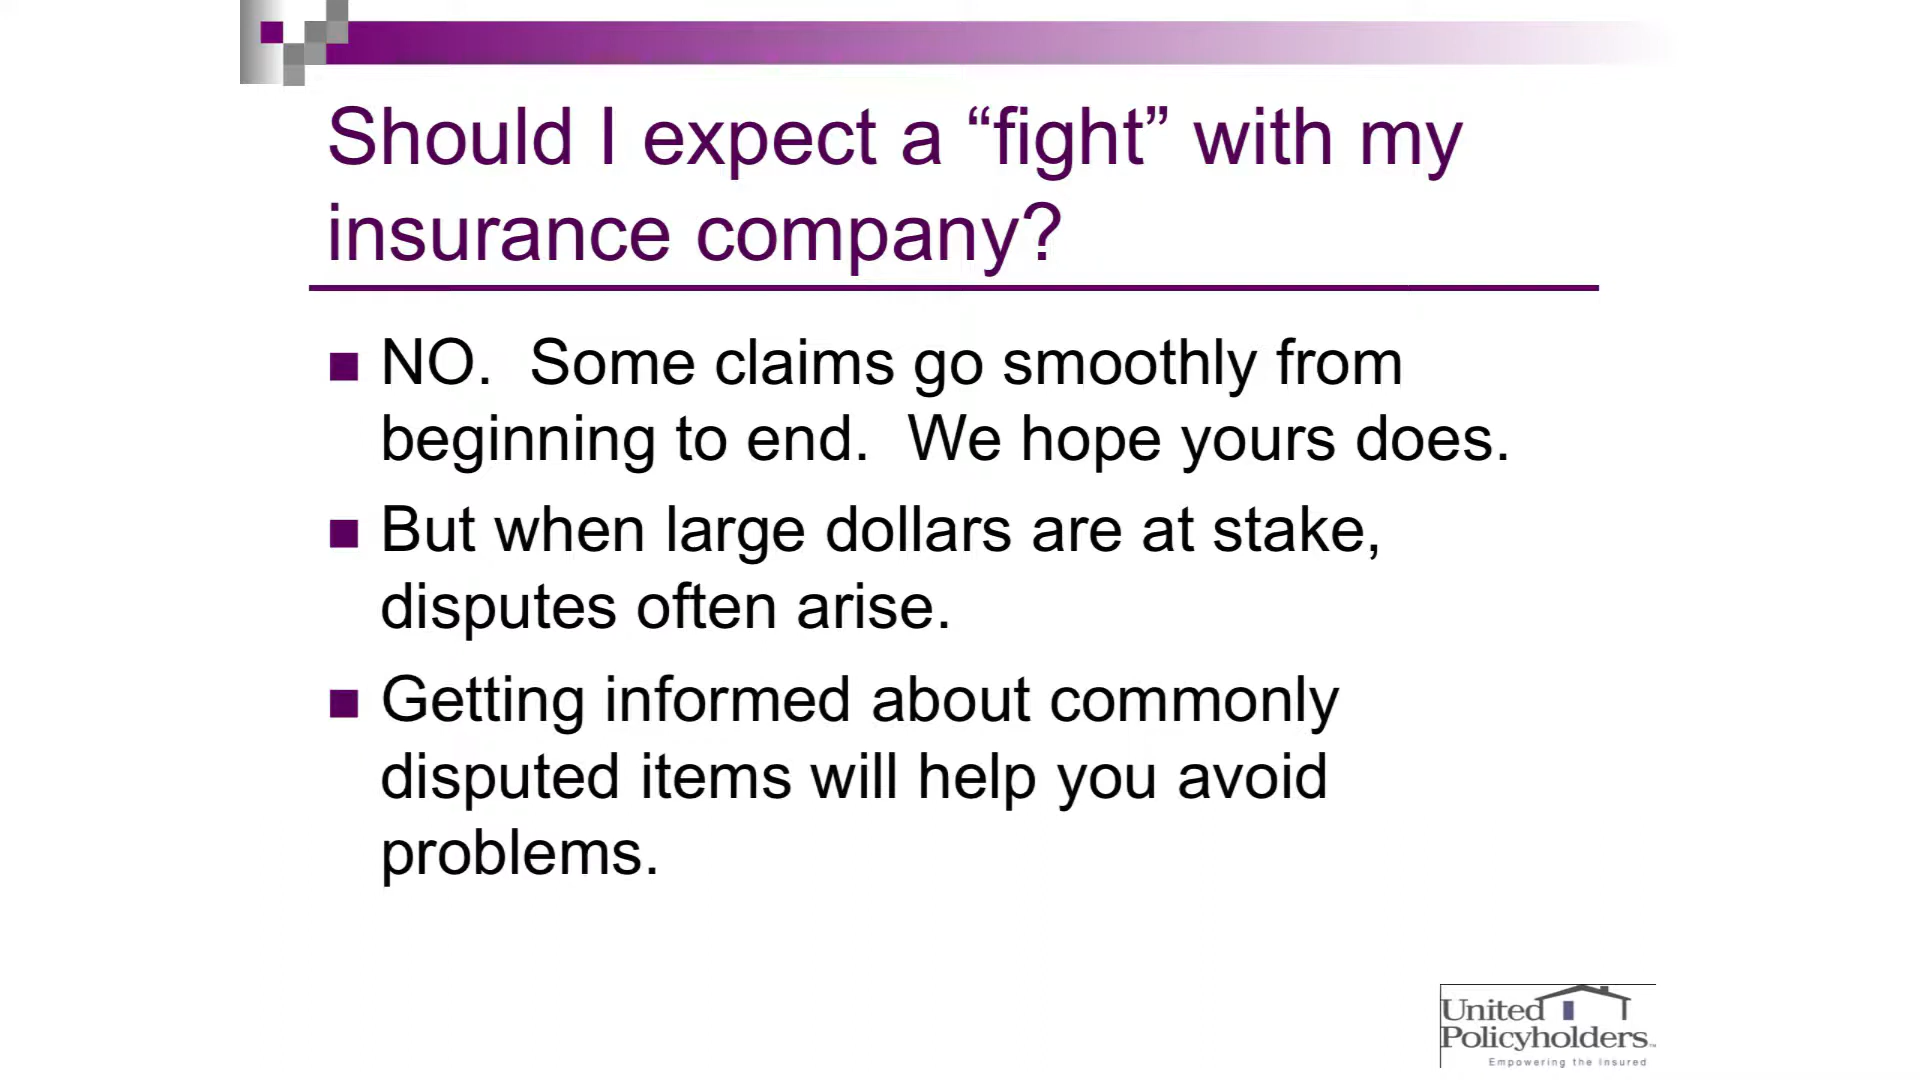 Should I expect a “fight” with my
insurance company?
NO.  Some claims go smoothly from
beginning to end.  We hope yours does.
But when large dollars are at stake,
disputes often arise.
Getting informed about commonly
disputed items will help you avoid
problems.
United
Policyholders™
Empowering the Insured